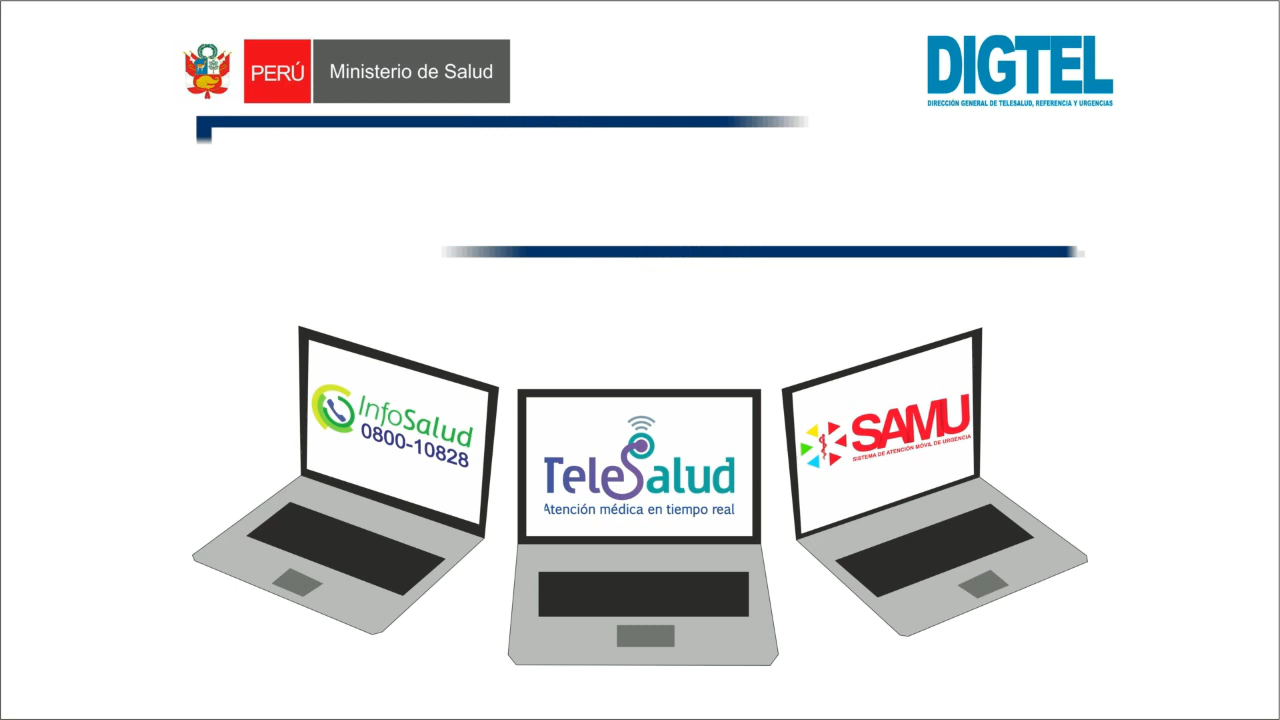 PERÚ
Ministerio de Salud
DIGTEL
DIRECCIÓN GENERAL DE TELESALUD, REFERENCIA Y URGENCIAS
InfoSalud
0800-10828
TeleSalud
Atención médica en tiempo real
SAMU
SISTEMA DE ATENCIÓN MÓVIL DE URGENCIA